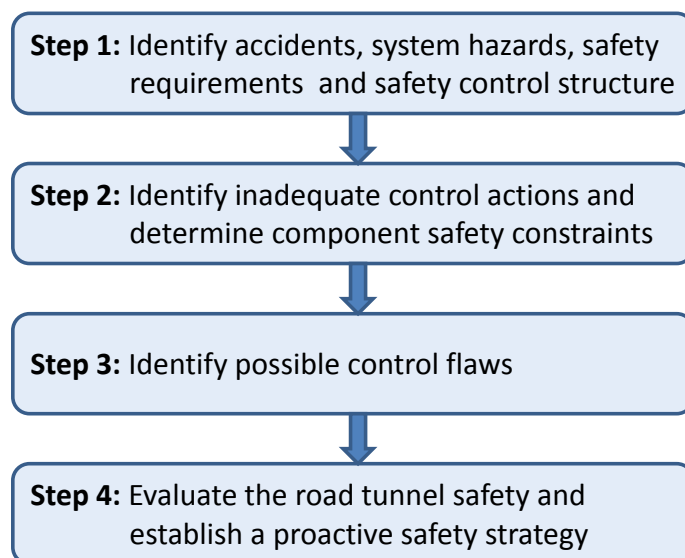 Step 1: Identify accidents, system hazards, safety
requirements and safety control structure
Step 2: Identify inadequate control actions and
determine component safety constraints
Step 3: Identify possible control flaws
Step 4: Evaluate the road tunnel safety and
establish a proactive safety strategy